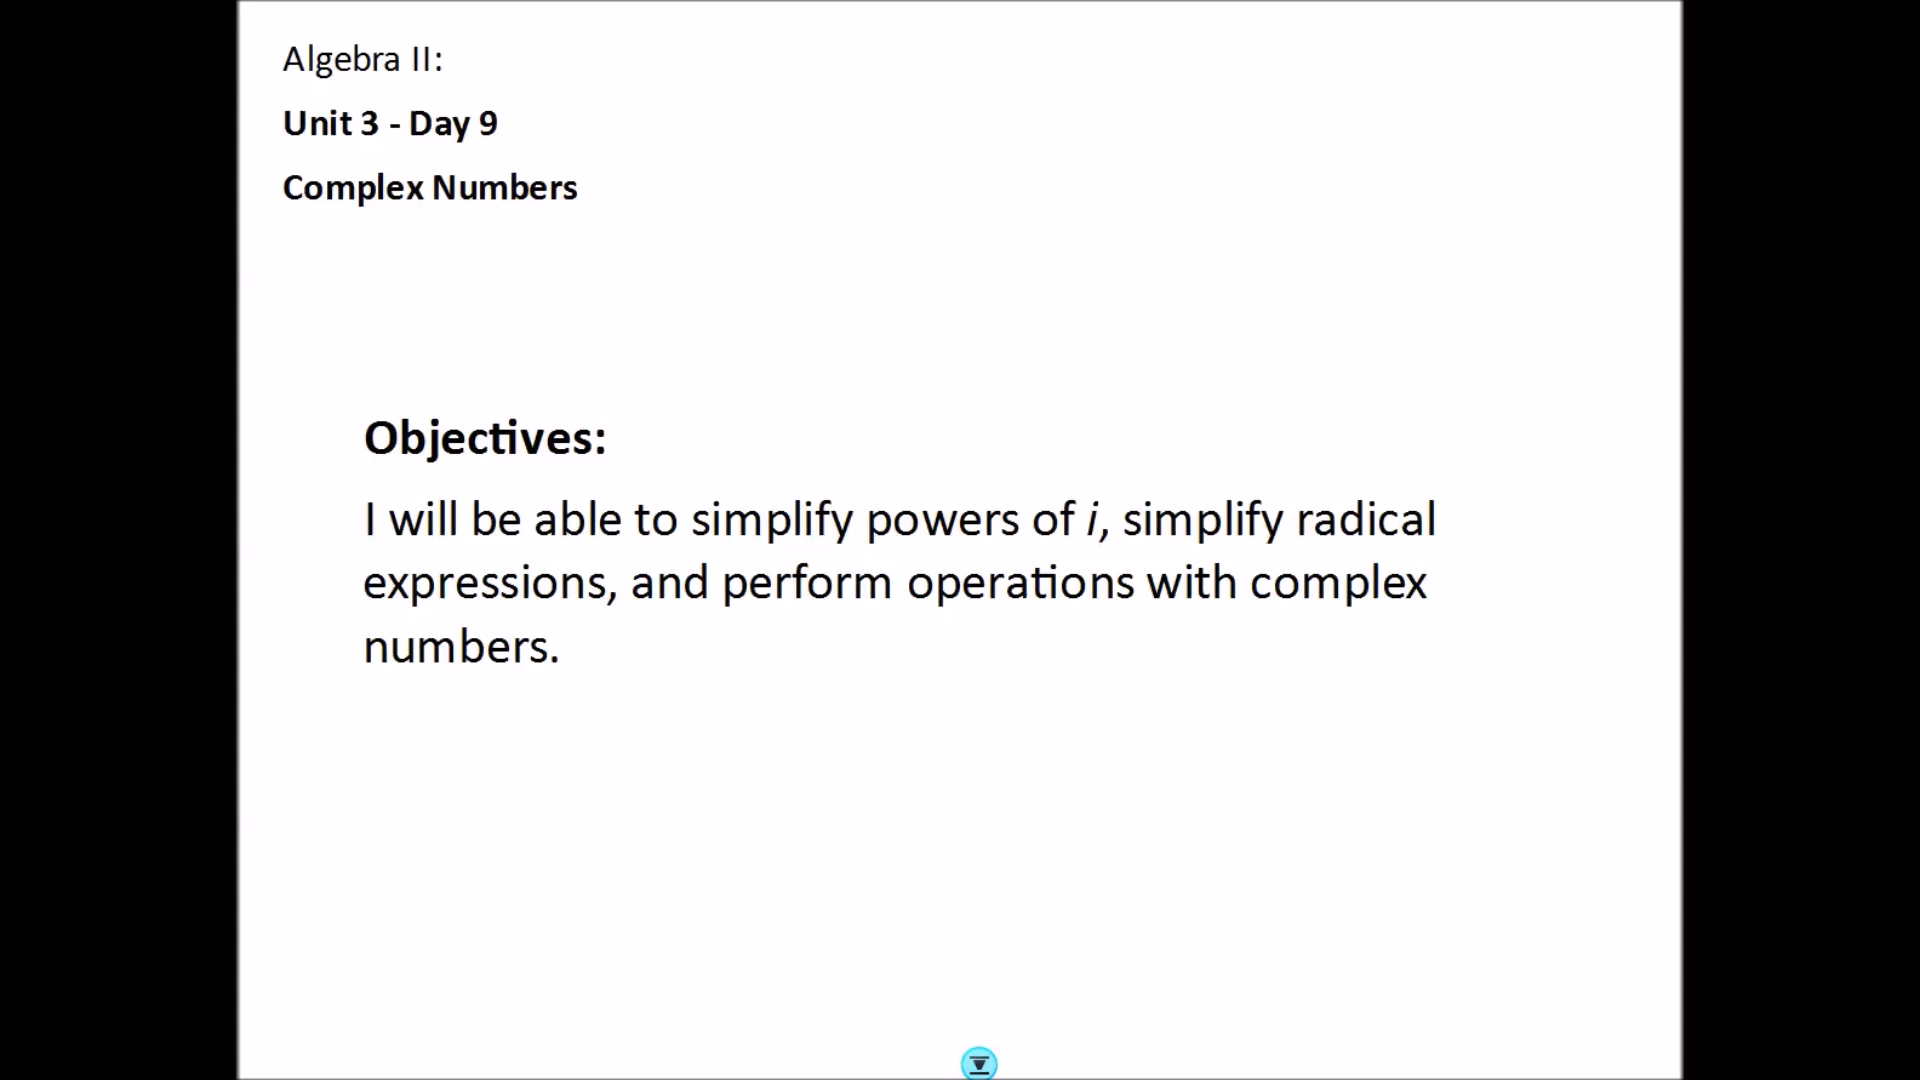 Algebra II:
Unit 3 - Day 9
Complex Numbers
Objectives:
I will be able to simplify powers of i, simplify radical
expressions, and perform operations with complex
numbers.